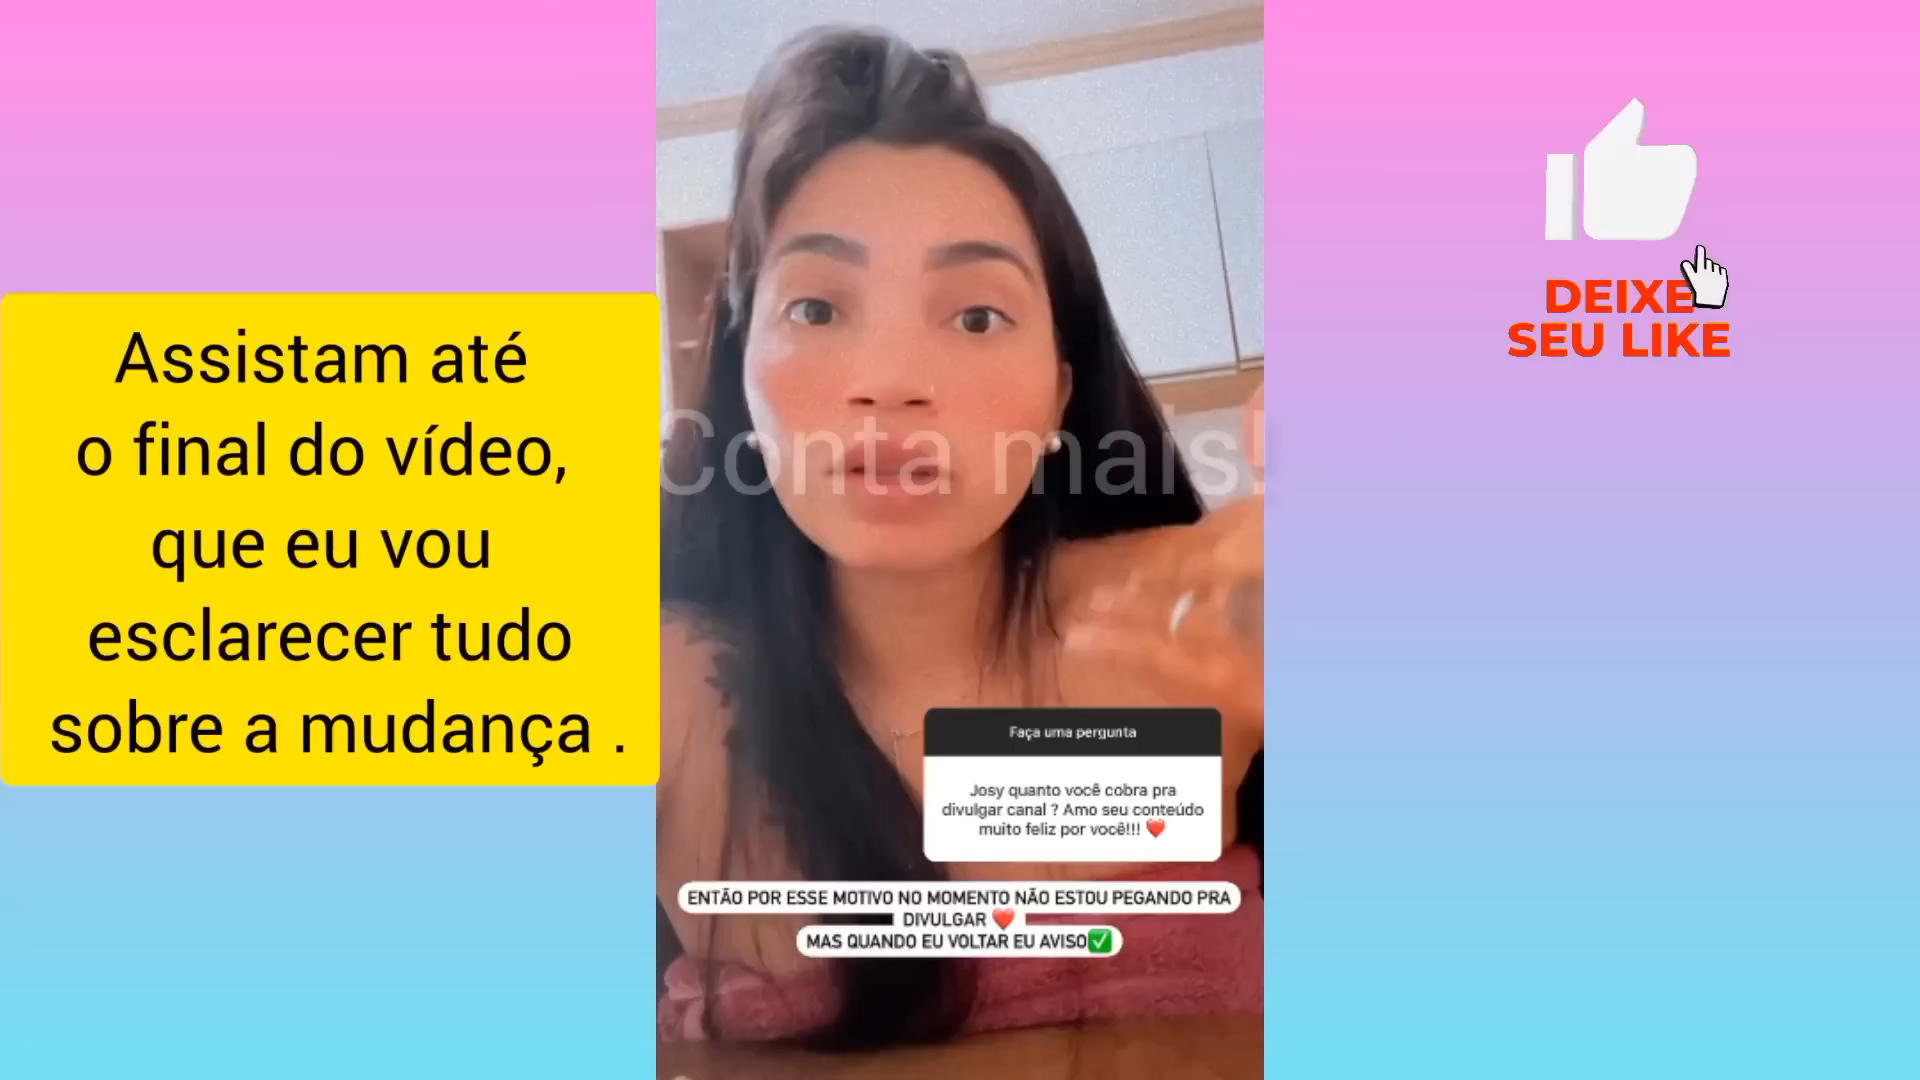 Assistam até
o final do vídeo,
que eu vou
esclarecer tudo
sobre a mudança .
Conta mais!
DEIXE
SEU LIKE
Faça uma pergunta
Josy quanto você cobra pra
divulgar canal ? Amo seu conteúdo
muito feliz por você!!! ❤️
ENTÃO POR ESSE MOTIVO NO MOMENTO NÃO ESTOU PEGANDO PRA
DIVULGAR ❤️
MAS QUANDO EU VOLTAR EU AVISO✅